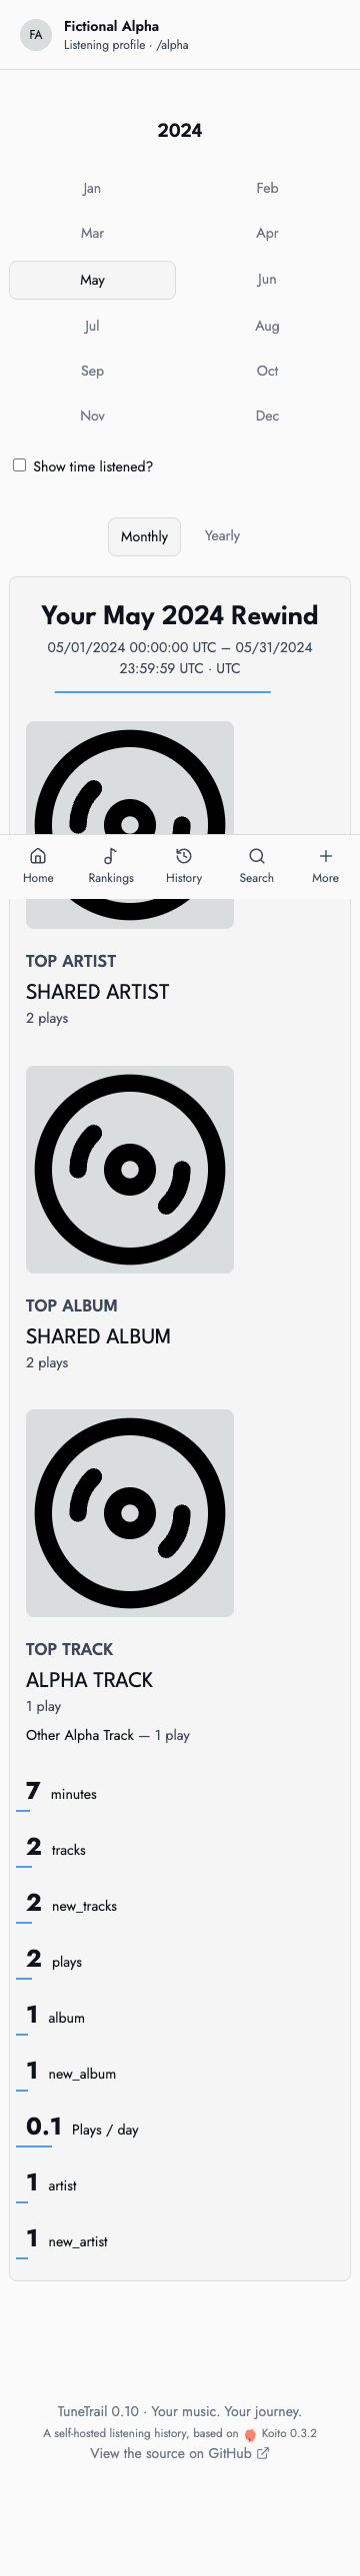 FA
Fictional Alpha
Listening profile · /alpha
2024
Jan
Feb
Mar
Apr
May
Jun
Jul
Aug
Sep
Oct
Nov
Dec
Show time listened?
Monthly
Yearly
Your May 2024 Rewind
05/01/2024 00:00:00 UTC – 05/31/2024
23:59:59 UTC · UTC
Home
Rankings
History
Search
More
TOP ARTIST
SHARED ARTIST
2 plays
TOP ALBUM
SHARED ALBUM
2 plays
TOP TRACK
ALPHA TRACK
1 play
Other Alpha Track — 1 play
7 minutes
2 tracks
2 new_tracks
2 plays
1 album
1 new_album
0.1 Plays / day
1 artist
1 new_artist
TuneTrail 0.10 · Your music. Your journey.
A self-hosted listening history, based on Koito 0.3.2
View the source on GitHub